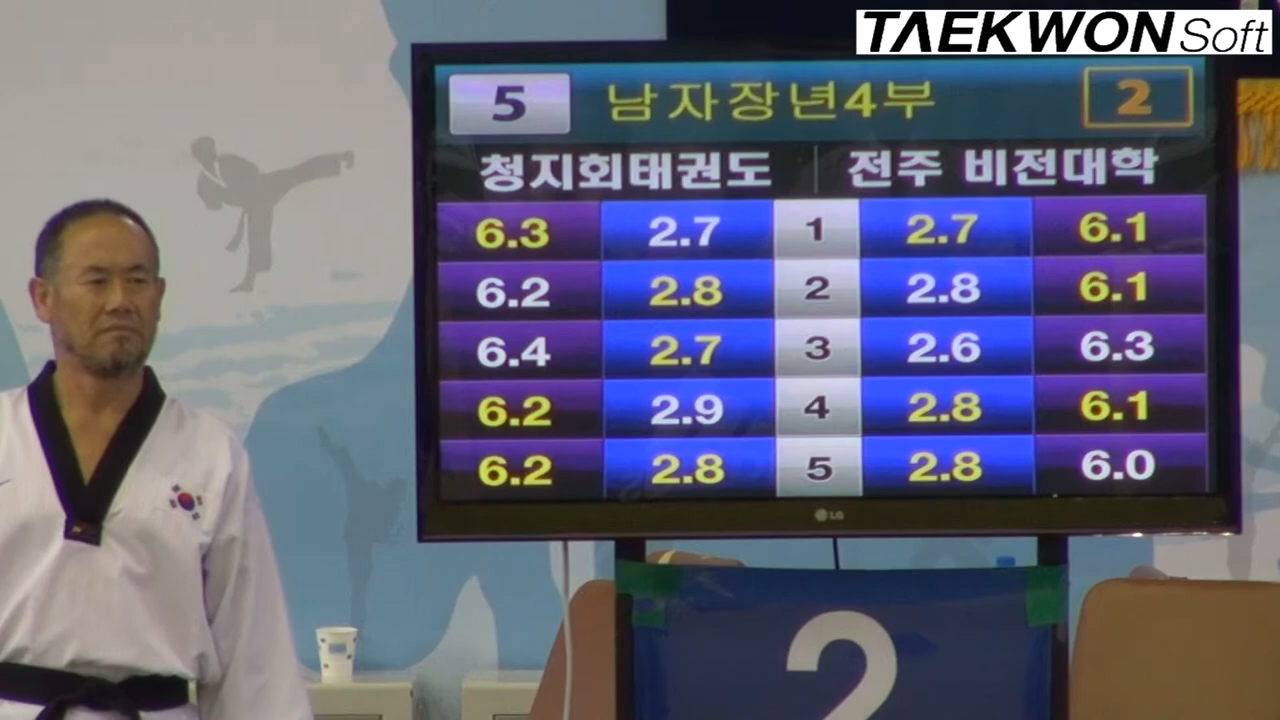 TAEKWONSoft
5 남자장년4부 2
청지회태권도 전주 비전대학
6.3 2.7 1 2.7 6.1
6.2 2.8 2 2.8 6.1
6.4 2.7 3 2.6 6.3
6.2 2.9 4 2.8 6.1
6.2 2.8 5 2.8 6.0
LG
2